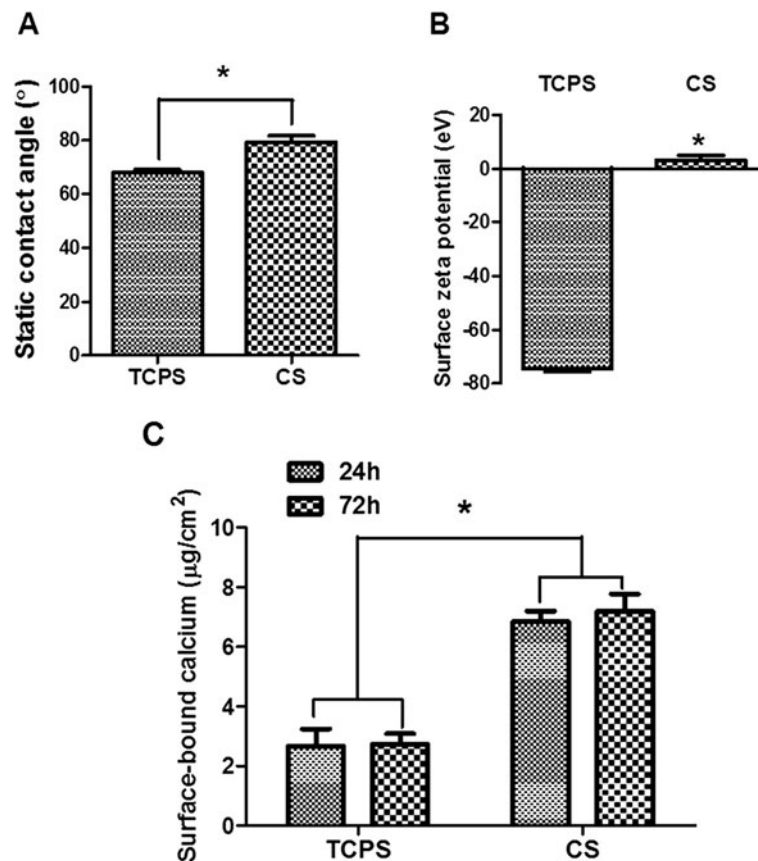 A
Static contact angle (°)
100
80
60
40
20
0
*
TCPS CS
B
TCPS CS
Surface zeta potential (eV)
20
0
-20
-40
-60
-80
*
C
24h
72h
*
Surface-bound calcium (μg/cm²)
10
8
6
4
2
0
TCPS CS